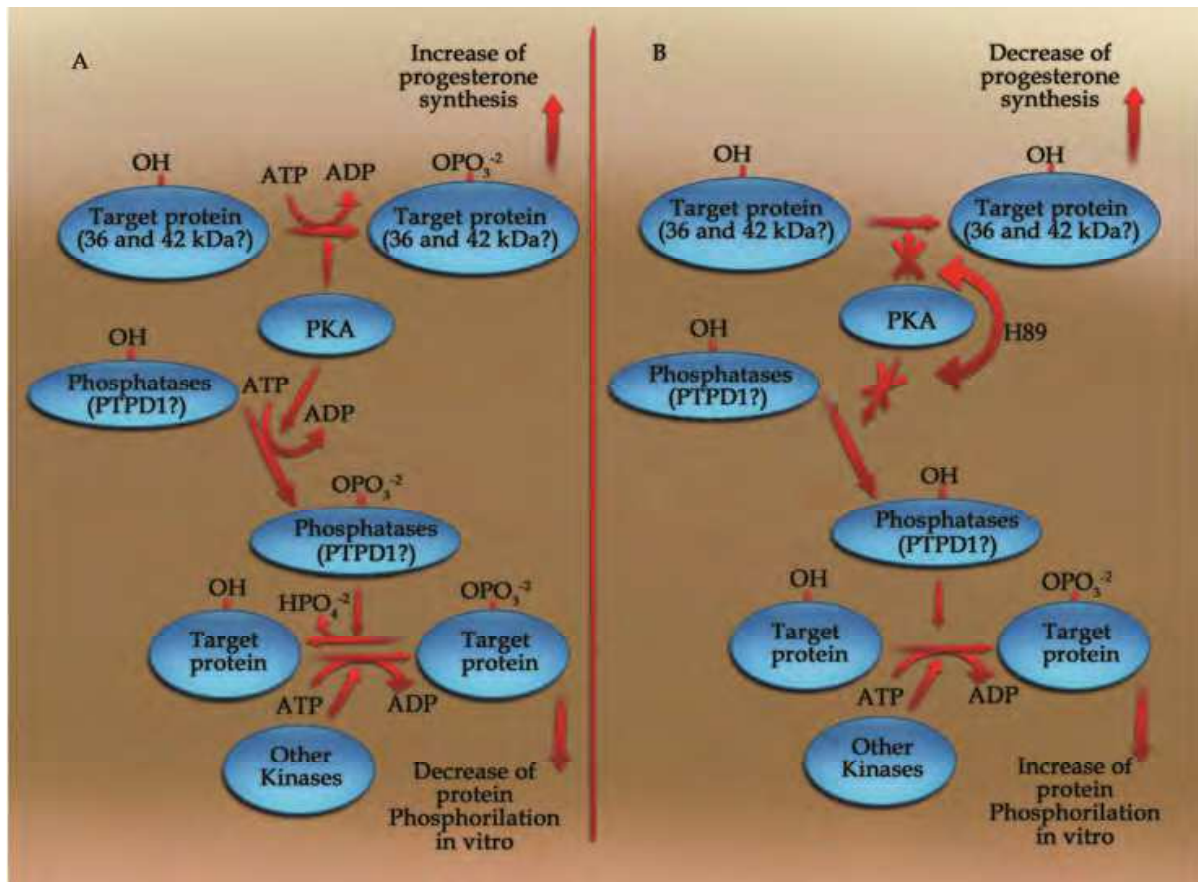 A
Increase of
progesterone
synthesis
OH
ATP
ADP
OPO₃⁻²
Target protein
(36 and 42 kDa?)
Target protein
(36 and 42 kDa?)
PKA
OH
Phosphatases
(PTPD1?)
ATP
ADP
OPO₃⁻²
Phosphatases
(PTPD1?)
OH
HPO₄⁻²
OPO₃⁻²
Target
protein
Target
protein
ATP
ADP
Other
Kinases
Decrease of
protein
Phosphorilation
in vitro
B
Decrease of
progesterone
synthesis
OH
OH
Target protein
(36 and 42 kDa?)
Target protein
(36 and 42 kDa?)
PKA
H89
OH
Phosphatases
(PTPD1?)
OH
Phosphatases
(PTPD1?)
OH
OPO₃⁻²
Target
protein
Target
protein
ATP
ADP
Other
Kinases
Increase of
protein
Phosphorilation
in vitro